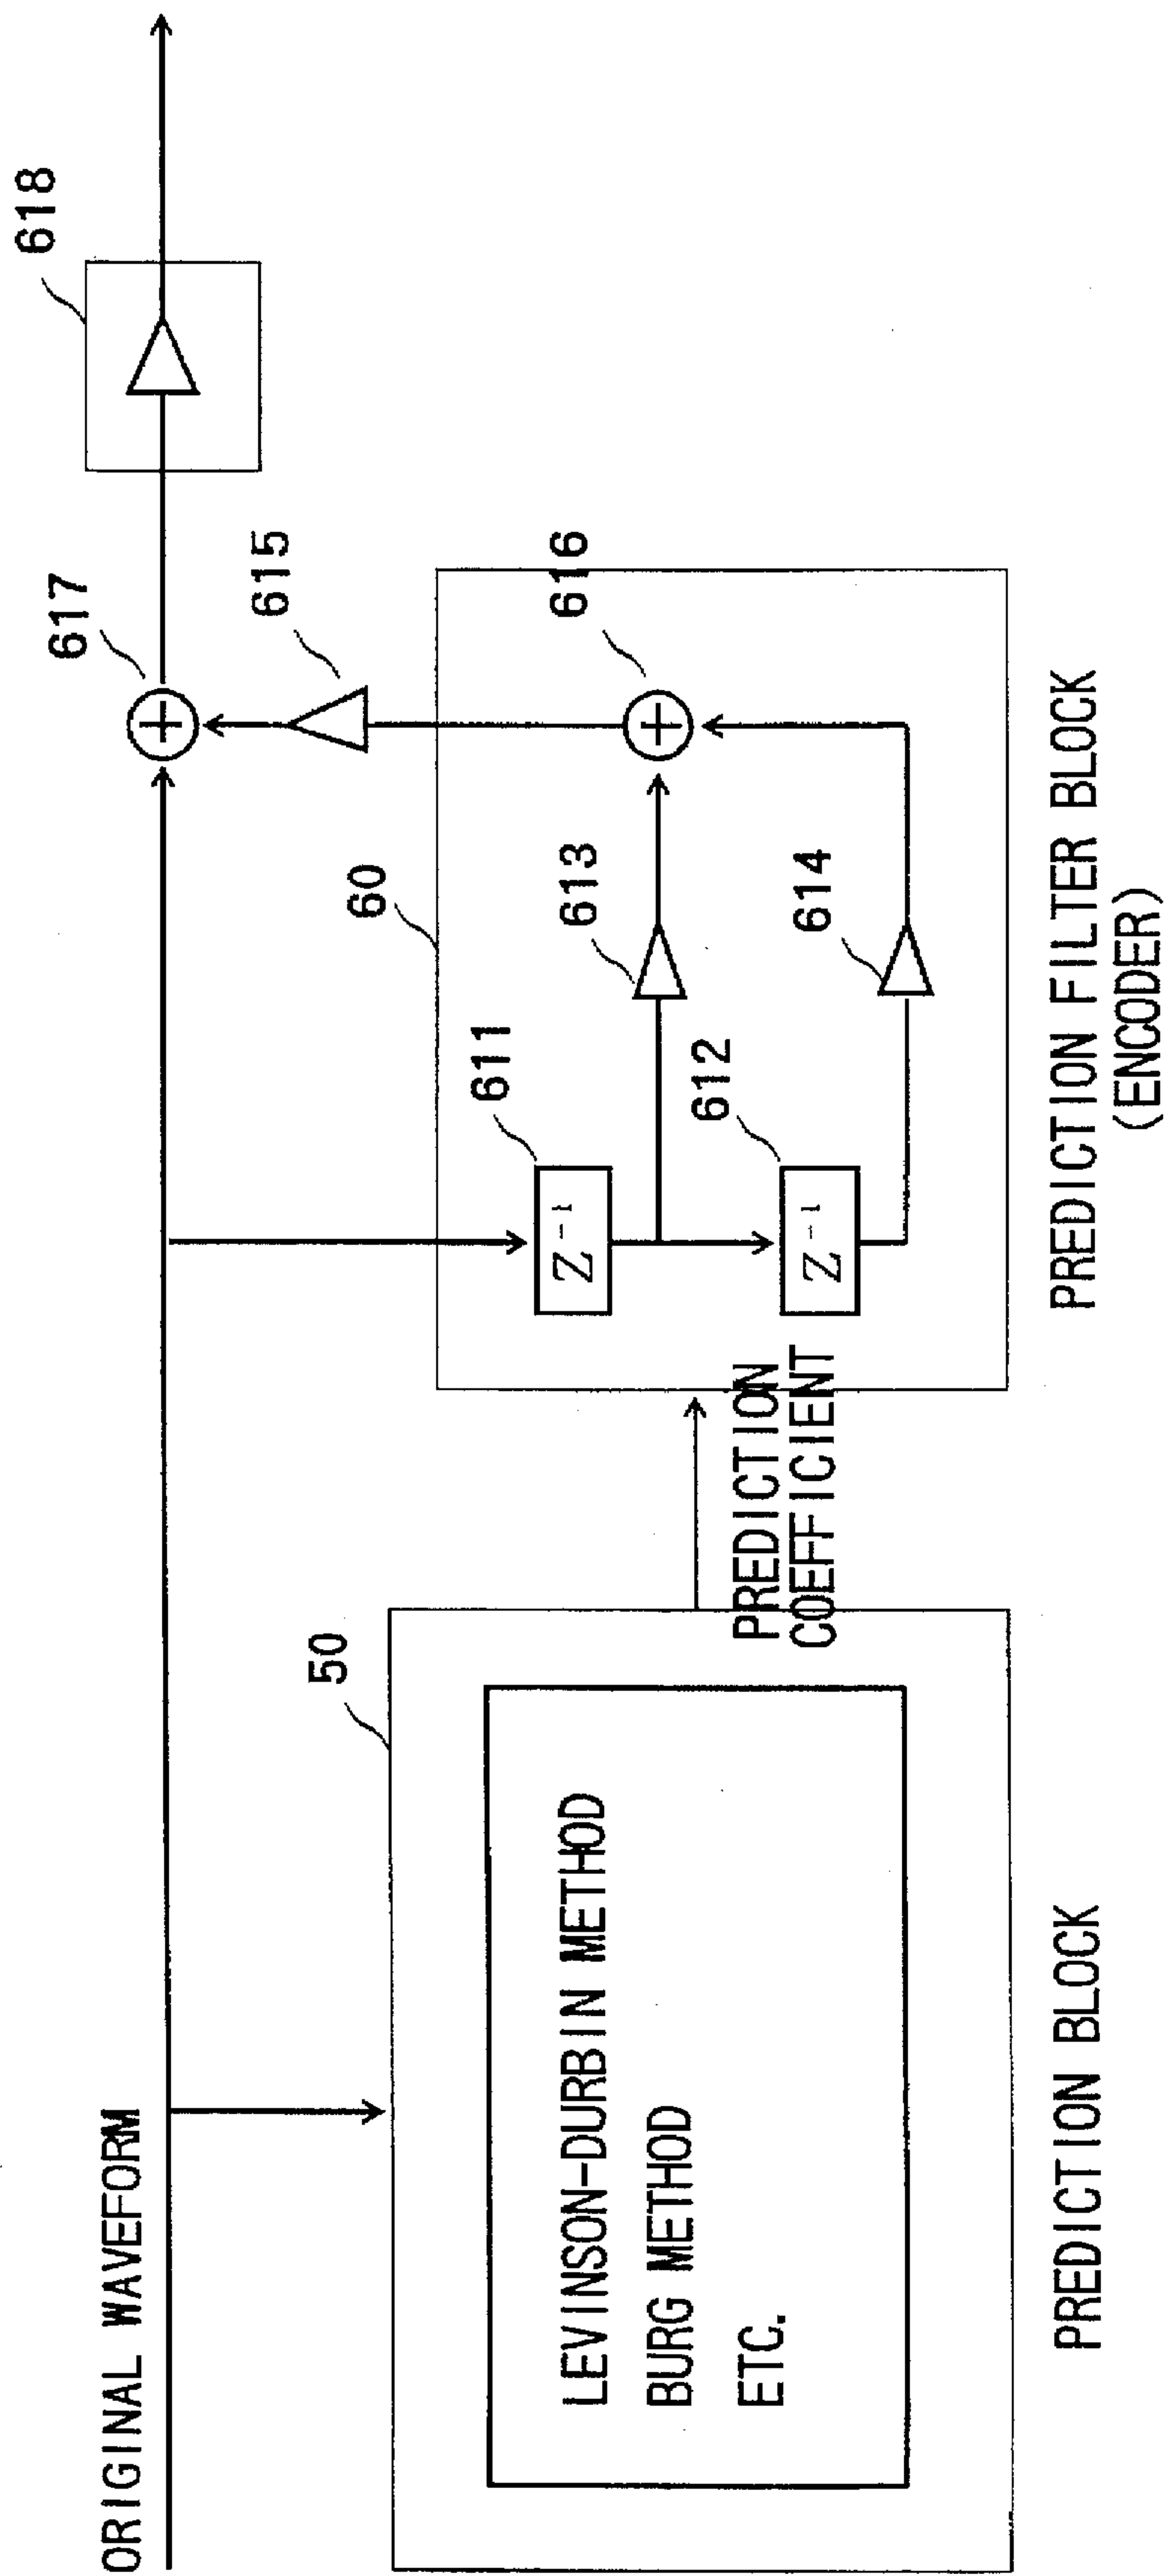 ORIGINAL WAVEFORM
617
618
615
50
LEVINSON-DURBIN METHOD
BURG METHOD
ETC.
PREDICTION BLOCK
PREDICTION
COEFFICIENT
60
611
Z⁻¹
612
Z⁻¹
613
614
616
PREDICTION FILTER BLOCK
(ENCODER)